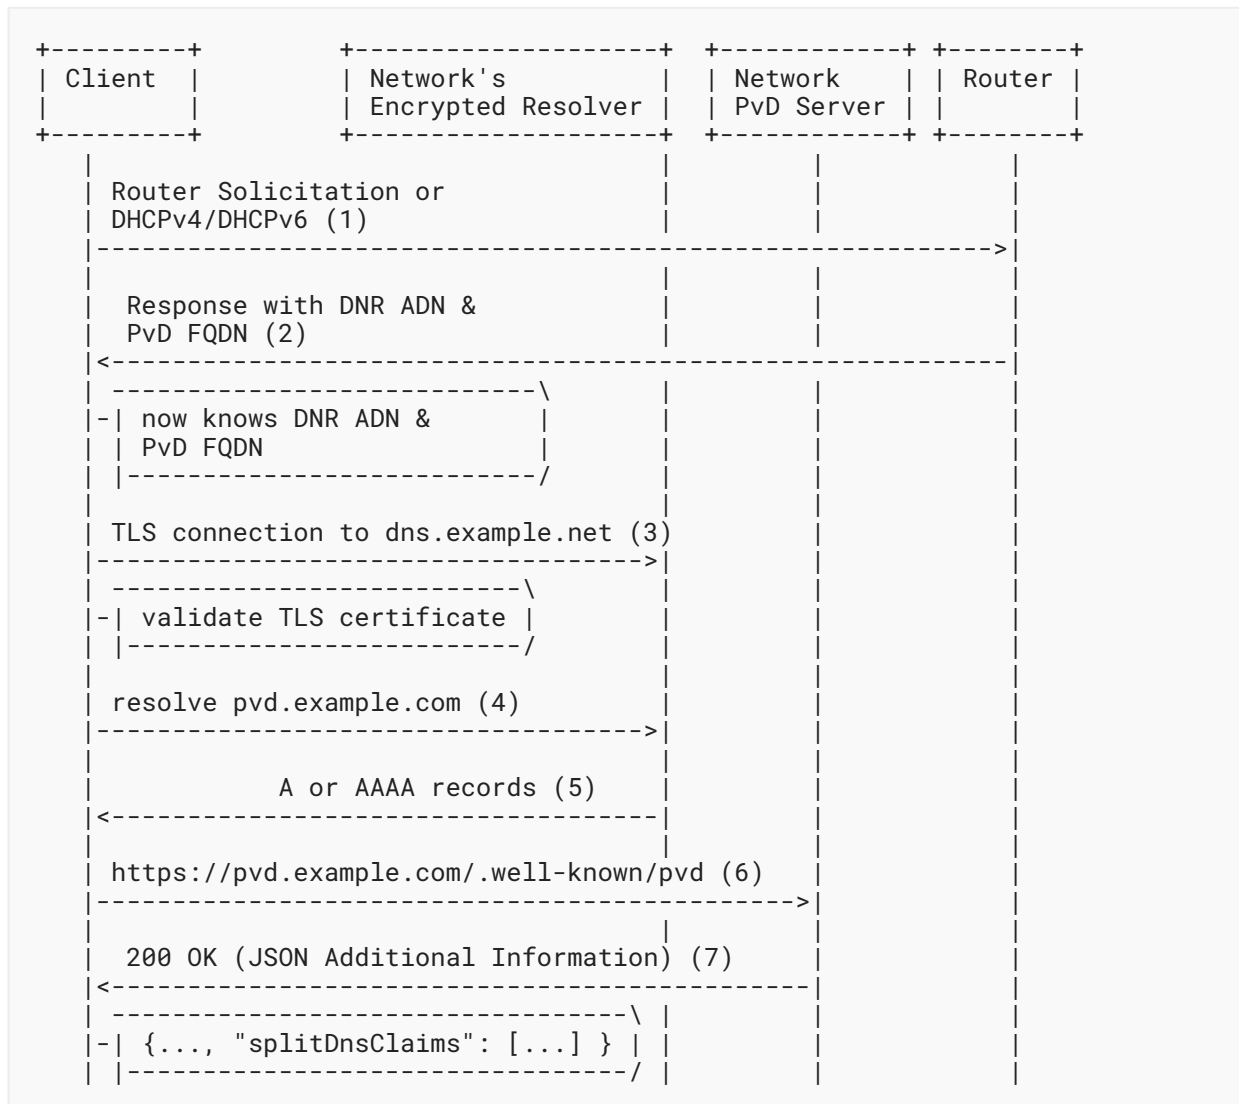 +---------+         +--------------------+  +------------+ +--------+
| Client  |         | Network's          |  | Network    | | Router |
|         |         | Encrypted Resolver |  | PvD Server | |        |
+---------+         +--------------------+  +------------+ +--------+
   |                                     |         |            |
   | Router Solicitation or              |         |            |
   | DHCPv4/DHCPv6 (1)                   |         |            |
   |----------------------------------------------------------->|
   |                                     |         |            |
   |  Response with DNR ADN &            |         |            |
   |  PvD FQDN (2)                       |         |            |
   |<-----------------------------------------------------------|
   | ----------------------------\       |         |            |
   |-| now knows DNR ADN &       |       |         |            |
   | | PvD FQDN                  |       |         |            |
   | |---------------------------/       |         |            |
   |                                     |         |            |
   | TLS connection to dns.example.net (3)         |            |
   |------------------------------------>|         |            |
   | ---------------------------\        |         |            |
   |-| validate TLS certificate |        |         |            |
   | |--------------------------/        |         |            |
   |                                     |         |            |
   | resolve pvd.example.com (4)         |         |            |
   |------------------------------------>|         |            |
   |                                     |         |            |
   |            A or AAAA records (5)    |         |            |
   |<------------------------------------|         |            |
   |                                     |         |            |
   | https://pvd.example.com/.well-known/pvd (6)   |            |
   |---------------------------------------------->|            |
   |                                     |         |            |
   |  200 OK (JSON Additional Information) (7)     |            |
   |<----------------------------------------------|            |
   | ----------------------------------\ |         |            |
   |-| {..., "splitDnsClaims": [...] } | |         |            |
   | |---------------------------------/ |         |            |